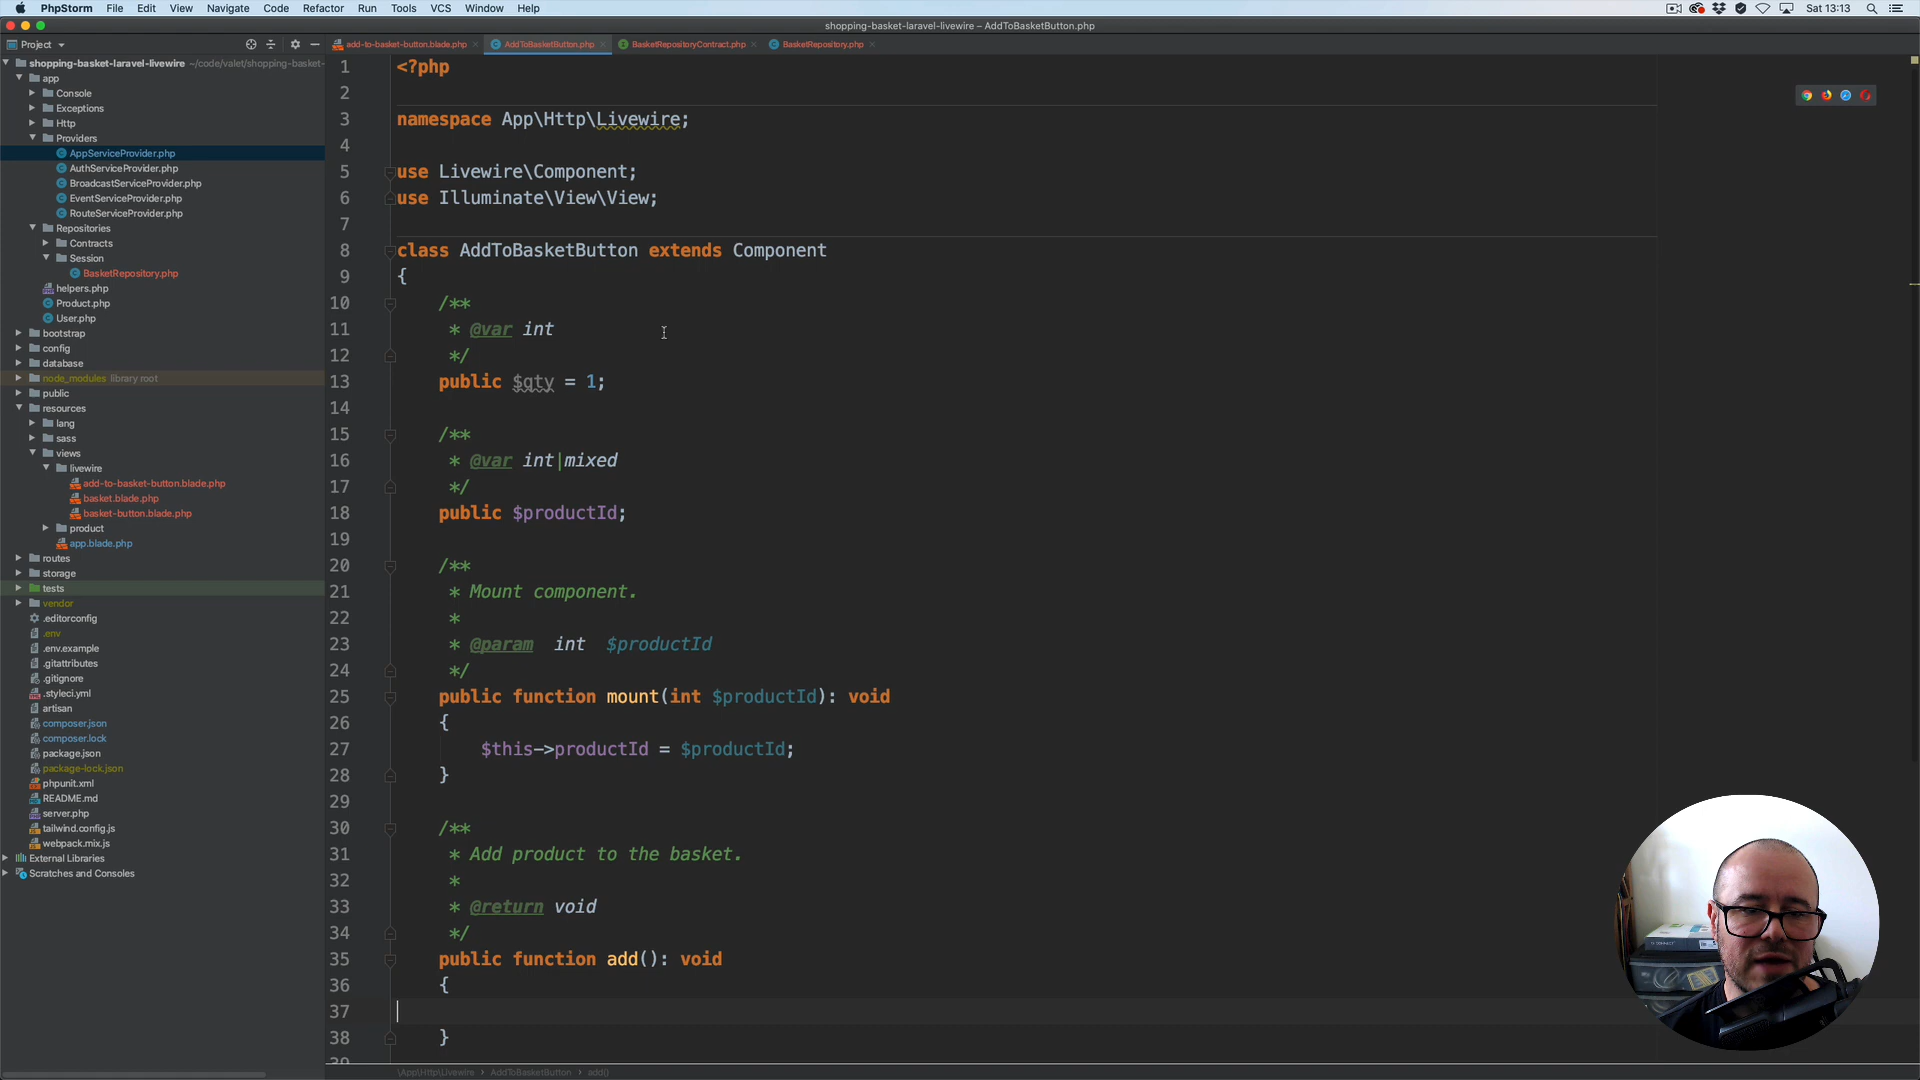 PhpStorm File Edit View Navigate Code Refactor Run Tools VCS Window Help Sat 13:13
shopping-basket-laravel-livewire – AddToBasketButton.php
Project
add-to-basket-button.blade.php AddToBasketButton.php BasketRepositoryContract.php BasketRepository.php
shopping-basket-laravel-livewire ~/code/valet/shopping-basket-
app
Console
Exceptions
Http
Providers
AppServiceProvider.php
AuthServiceProvider.php
BroadcastServiceProvider.php
EventServiceProvider.php
RouteServiceProvider.php
Repositories
Contracts
Session
BasketRepository.php
helpers.php
Product.php
User.php
bootstrap
config
database
node_modules library root
public
resources
lang
sass
views
livewire
add-to-basket-button.blade.php
basket.blade.php
basket-button.blade.php
product
app.blade.php
routes
storage
tests
vendor
.editorconfig
.env
.env.example
.gitattributes
.gitignore
.styleci.yml
artisan
composer.json
composer.lock
package.json
package-lock.json
phpunit.xml
README.md
server.php
tailwind.config.js
webpack.mix.js
External Libraries
Scratches and Consoles
1 <?php
2
3 namespace App\Http\Livewire;
4
5 use Livewire\Component;
6 use Illuminate\View\View;
7
8 class AddToBasketButton extends Component
9 {
10 /**
11 * @var int
12 */
13 public $qty = 1;
14
15 /**
16 * @var int|mixed
17 */
18 public $productId;
19
20 /**
21 * Mount component.
22 *
23 * @param int $productId
24 */
25 public function mount(int $productId): void
26 {
27 $this->productId = $productId;
28 }
29
30 /**
31 * Add product to the basket.
32 *
33 * @return void
34 */
35 public function add(): void
36 {
37
38 }
39
\App\Http\Livewire › AddToBasketButton › add()